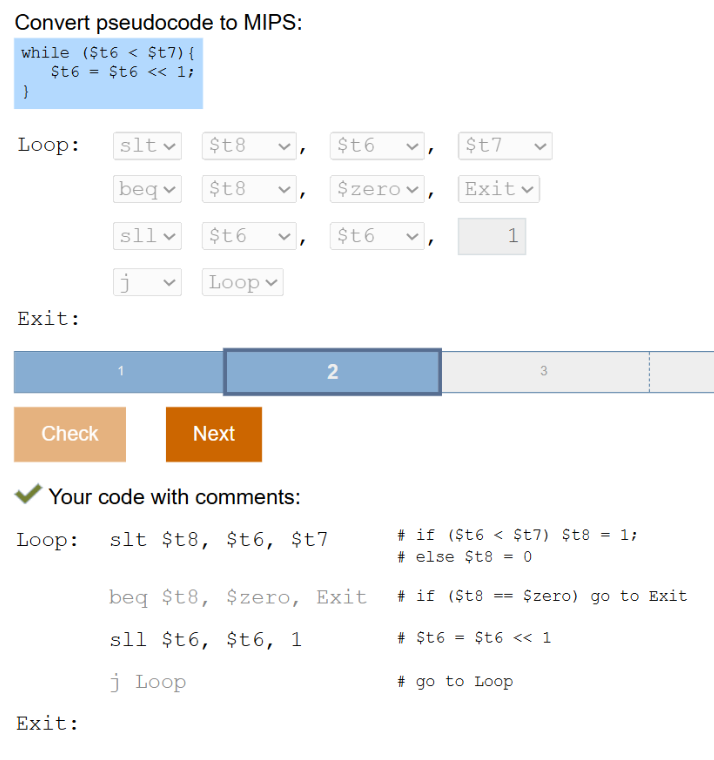 Convert pseudocode to MIPS:
while ($t6 < $t7){
$t6 = $t6 << 1;
}
Loop: slt $t8 , $t6 , $t7
beq $t8 , $zero , Exit
sll $t6 , $t6 , 1
j Loop
Exit:
1 2 3
Check Next
Your code with comments:
Loop: slt $t8, $t6, $t7 # if ($t6 < $t7) $t8 = 1;
# else $t8 = 0
beq $t8, $zero, Exit # if ($t8 == $zero) go to Exit
sll $t6, $t6, 1 # $t6 = $t6 << 1
j Loop # go to Loop
Exit: